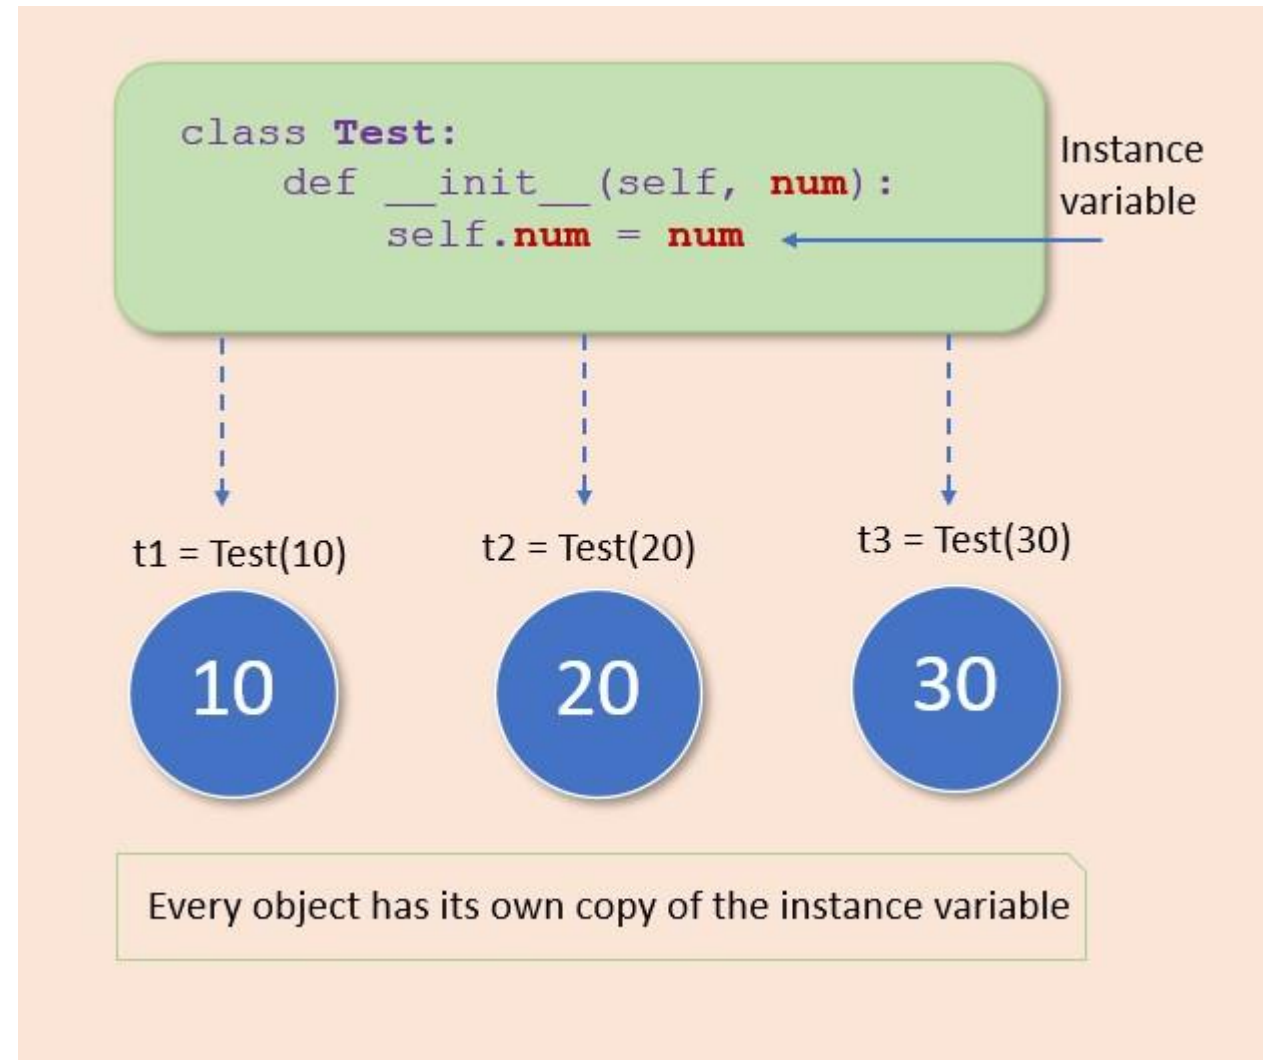 class Test:
    def __init__(self, num):
        self.num = num
Instance
variable
t1 = Test(10)
t2 = Test(20)
t3 = Test(30)
10
20
30
Every object has its own copy of the instance variable